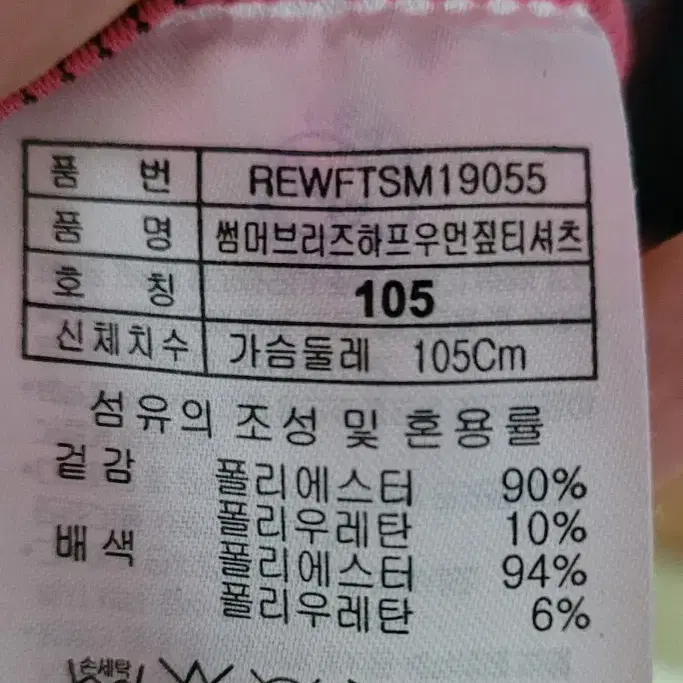 품 번 REWFTSM19055
품 명 썸머브리즈하프우먼짚티셔츠
호 칭 105
신체치수 가슴둘레 105Cm
섬유의 조성 및 혼용률
겉감 폴리에스터 90%
폴리우레탄 10%
배색 폴리에스터 94%
폴리우레탄 6%
손세탁